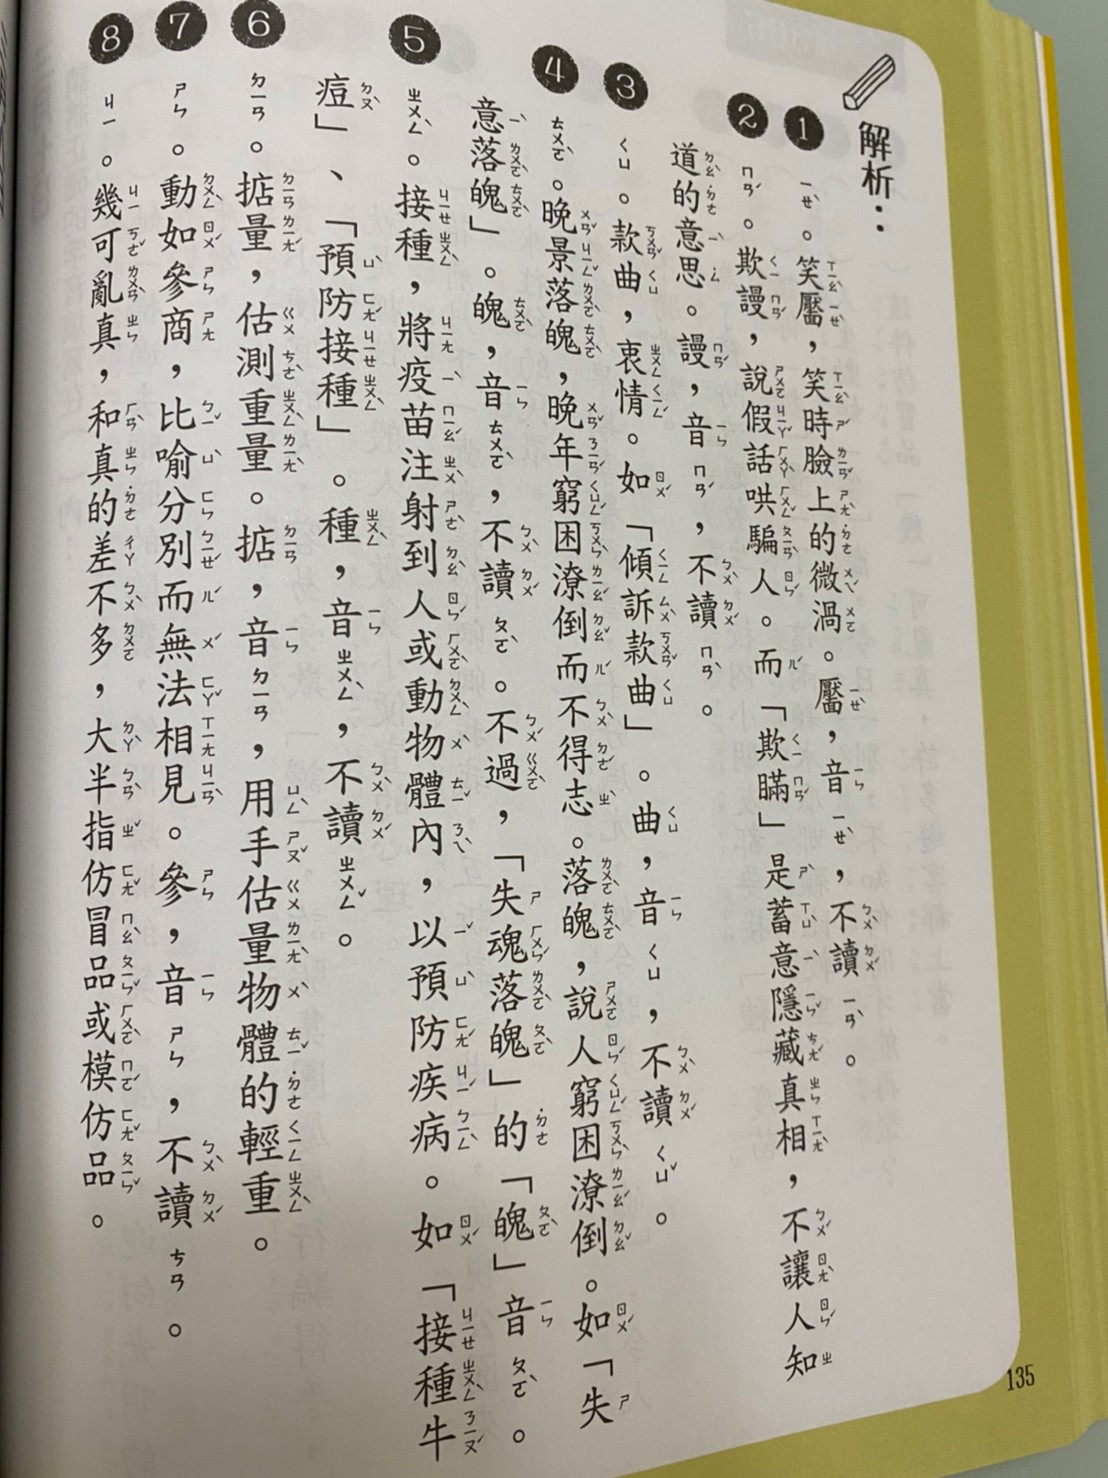 解析：
❶ ㄧㄝˋ。笑靨，笑時臉上的微渦。靨，音ㄧㄝˋ，不讀ㄧㄢˋ。
❷ ㄇㄢˊ。欺謾，說假話哄騙人。而「欺瞞」是蓄意隱藏真相，不讓人知
道的意思。謾，音ㄇㄢˊ，不讀ㄇㄢˋ。
❸ ㄑㄩ。款曲，衷情。如「傾訴款曲」。曲，音ㄑㄩ，不讀ㄑㄩˇ。
❹ ㄊㄨㄛˋ。晚景落魄，晚年窮困潦倒而不得志。落魄，說人窮困潦倒。如「失
意落魄」。魄，音ㄊㄨㄛˋ，不讀ㄆㄛˋ。不過，「失魂落魄」的「魄」音ㄆㄛˋ。
❺ ㄓㄨㄥˋ。接種，將疫苗注射到人或動物體內，以預防疾病。如「接種牛
痘」、「預防接種」。種，音ㄓㄨㄥˋ，不讀ㄓㄨㄥˇ。
❻ ㄉㄧㄢ。掂量，估測重量。掂，音ㄉㄧㄢ，用手估量物體的輕重。
❼ ㄕㄣ。動如參商，比喻分別而無法相見。參，音ㄕㄣ，不讀ㄘㄢ。
❽ ㄐㄧ。幾可亂真，和真的差不多，大半指仿冒品或模仿品。
135